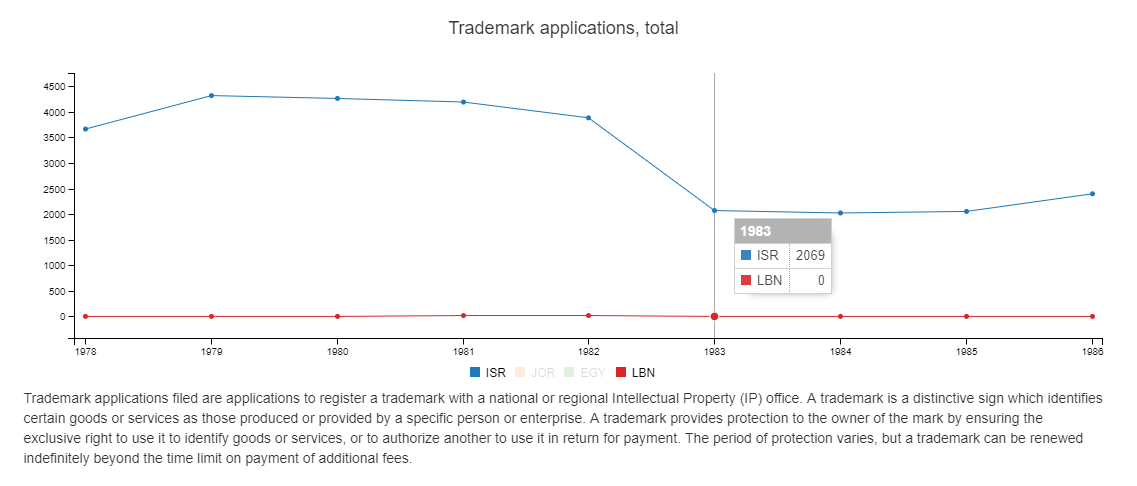 Trademark applications, total
4500
4000
3500
3000
2500
2000
1500
1000
500
0
1983
ISR 2069
LBN 0
1978 1979 1980 1981 1982 1983 1984 1985 1986
ISR JOR EGY LBN
Trademark applications filed are applications to register a trademark with a national or regional Intellectual Property (IP) office. A trademark is a distinctive sign which identifies
certain goods or services as those produced or provided by a specific person or enterprise. A trademark provides protection to the owner of the mark by ensuring the
exclusive right to use it to identify goods or services, or to authorize another to use it in return for payment. The period of protection varies, but a trademark can be renewed
indefinitely beyond the time limit on payment of additional fees.